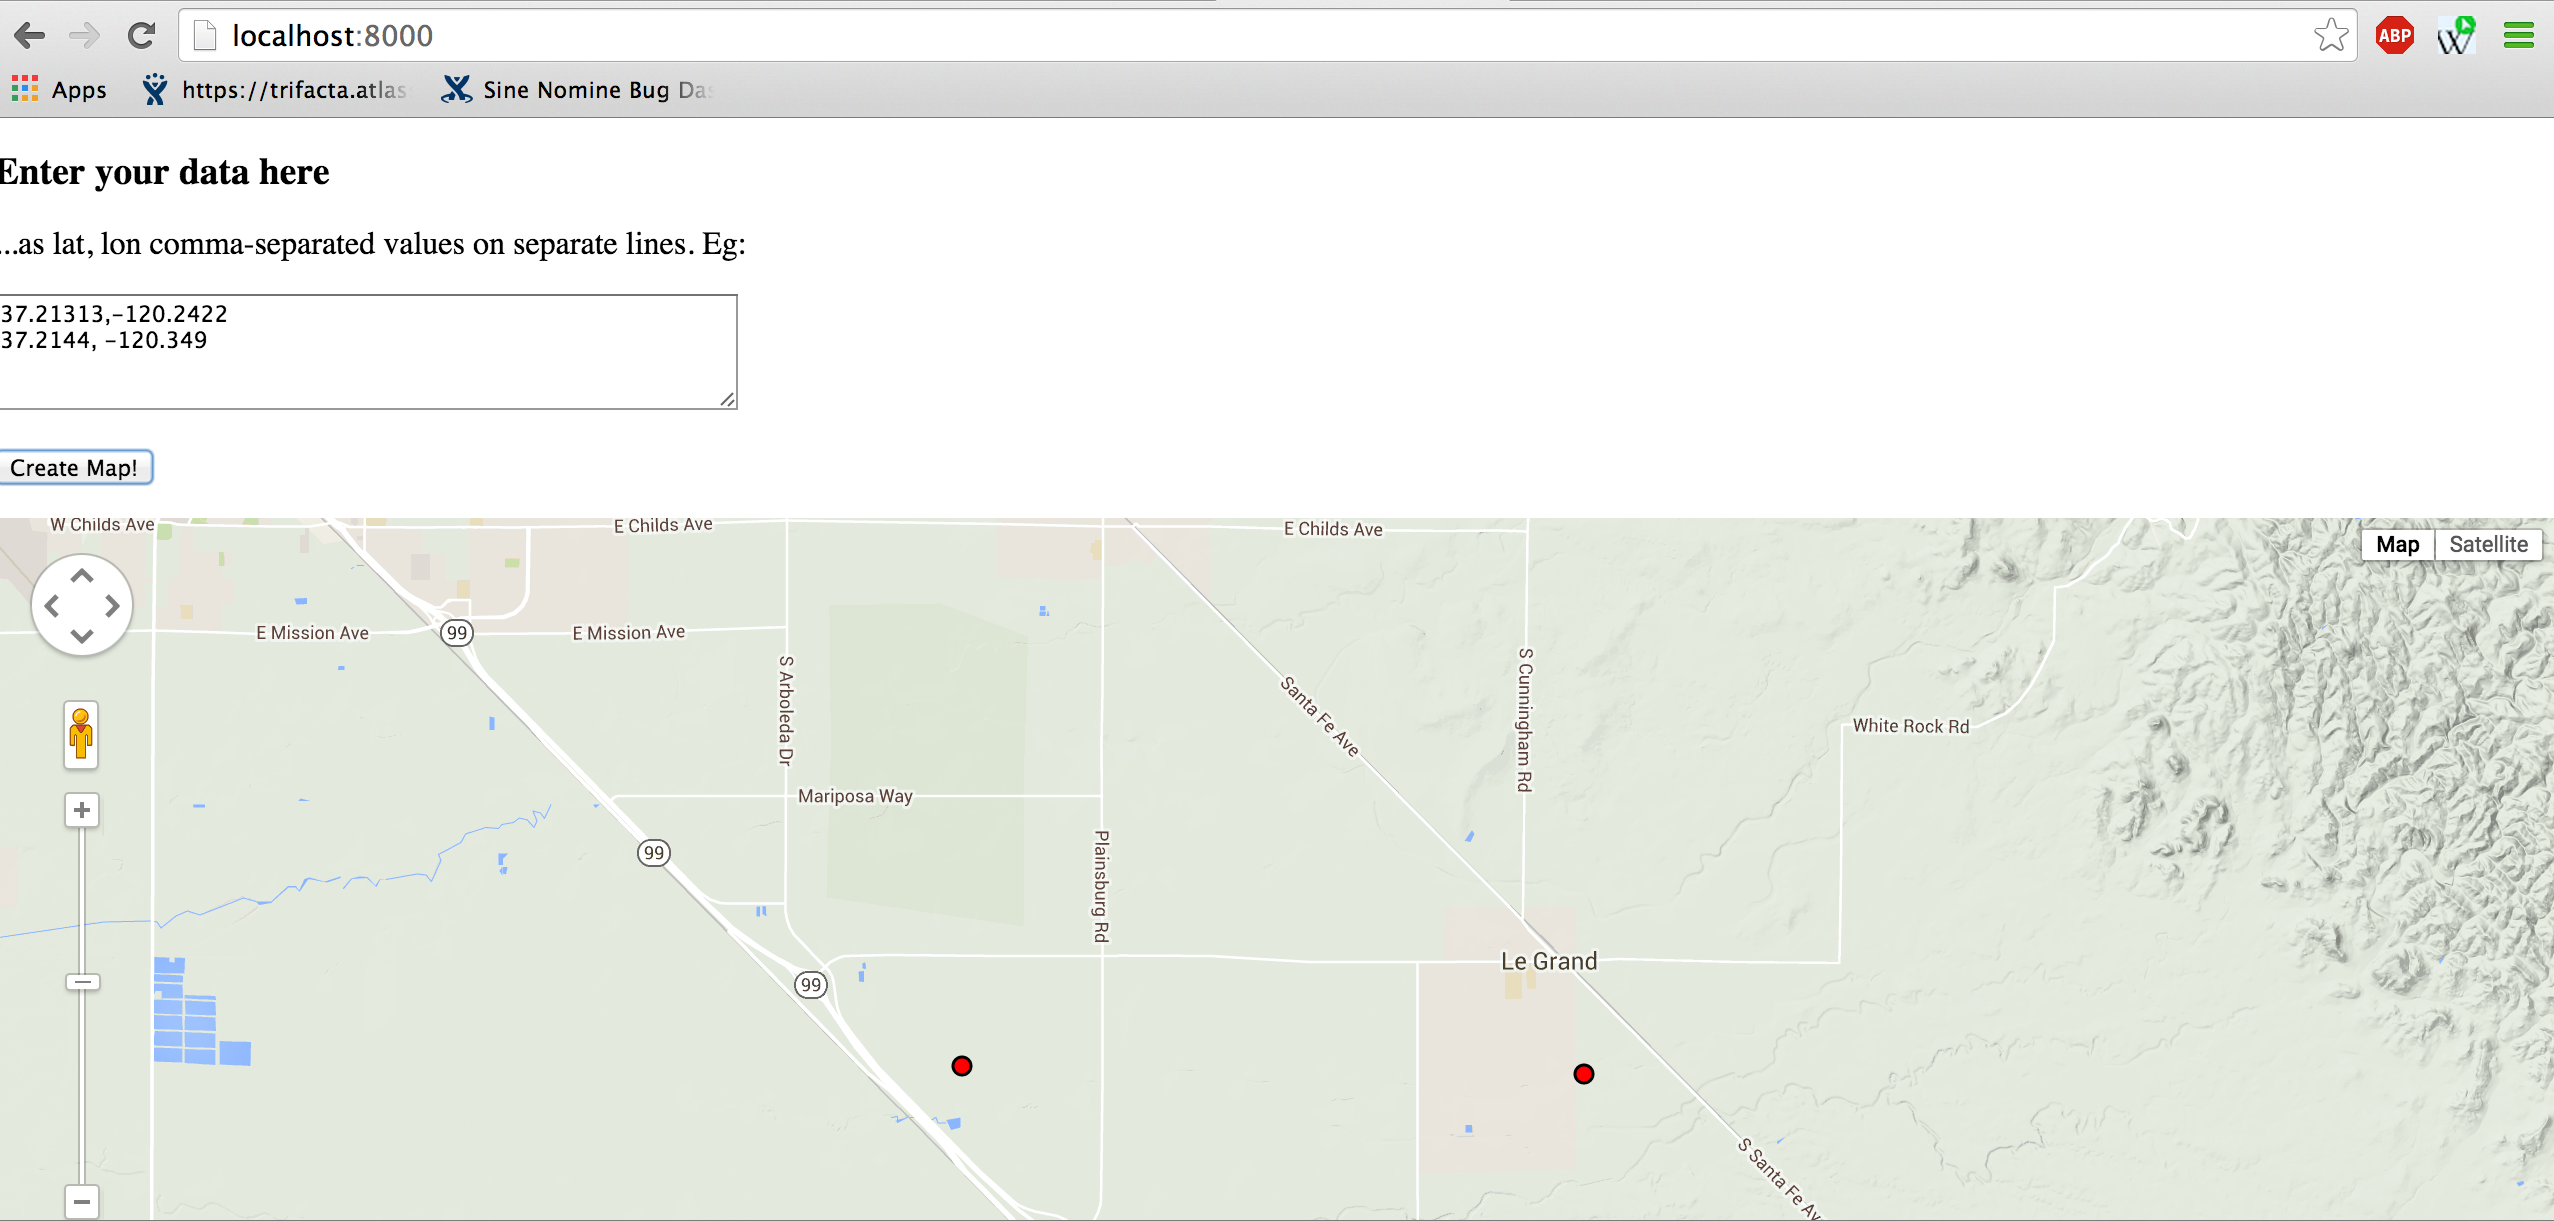 localhost:8000
ABP
W
Apps
https://trifacta.atlas
Sine Nomine Bug Das
Enter your data here
...as lat, lon comma-separated values on separate lines. Eg:
37.21313,-120.2422
37.2144, -120.349
Create Map!
W Childs Ave
E Childs Ave
E Childs Ave
Map
Satellite
E Mission Ave
99
E Mission Ave
S Arboleda Dr
Santa Fe Ave
S Cunningham Rd
White Rock Rd
Mariposa Way
99
Plainsburg Rd
Le Grand
99
S Santa Fe Av